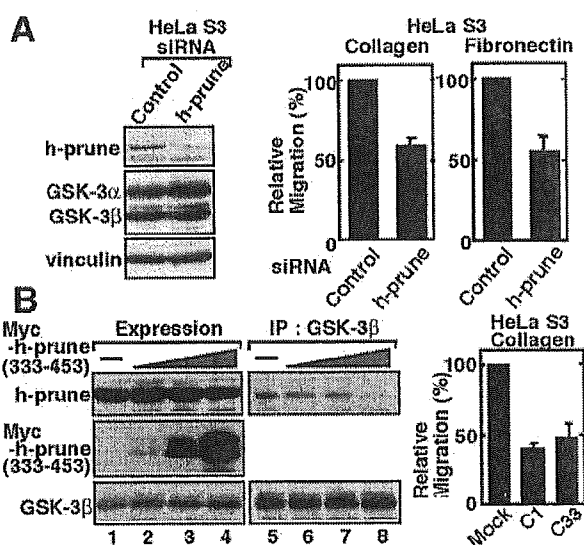 A
HeLa S3
siRNA
Control
h-prune
h-prune
GSK-3α
GSK-3β
vinculin
HeLa S3
Collagen Fibronectin
Relative
Migration (%)
100
50
0
100
50
0
siRNA
Control
h-prune
Control
h-prune
B
Myc
-h-prune
(333-453)
Expression
IP : GSK-3β
h-prune
Myc
-h-prune
(333-453)
GSK-3β
1 2 3 4 5 6 7 8
HeLa S3
Collagen
Relative
Migration (%)
100
50
0
Mock
C1
C33